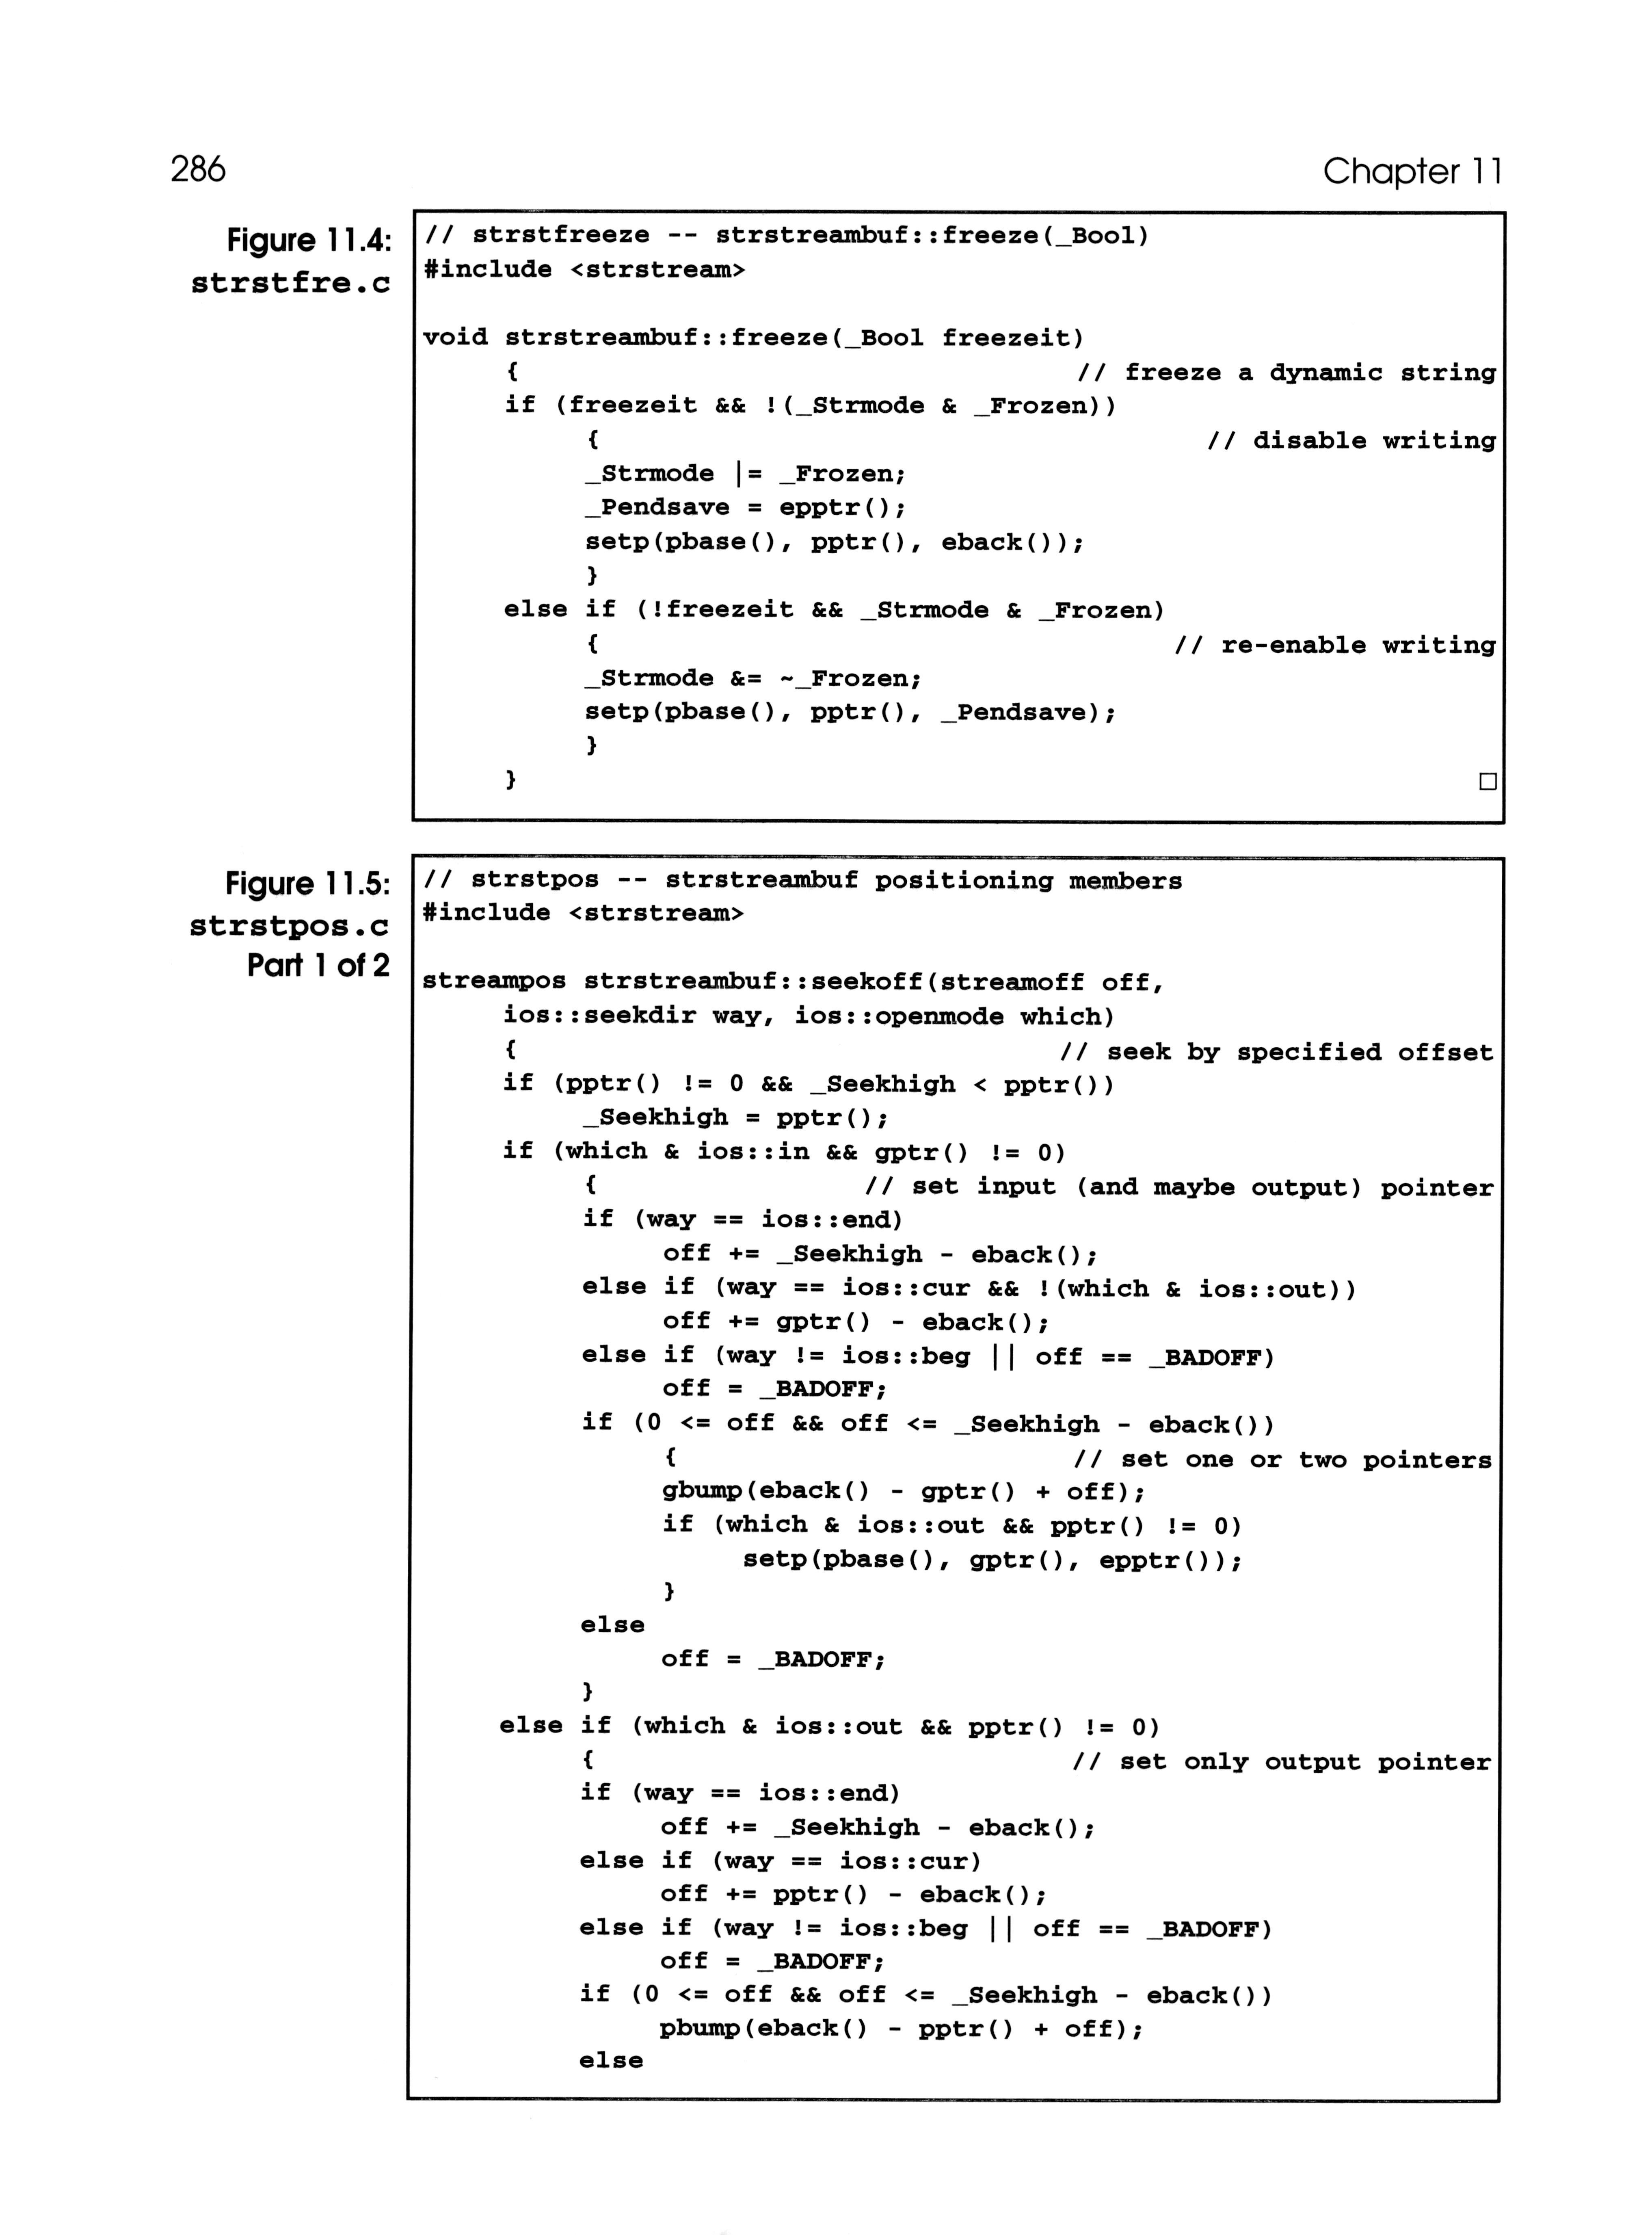 286
Chapter 11
Figure 11.4:
strstfre.c
// strstfreeze -- strstreambuf::freeze(_Bool)
#include <strstream>
void strstreambuf::freeze(_Bool freezeit)
{ // freeze a dynamic string
if (freezeit && !(_Strmode & _Frozen))
{ // disable writing
_Strmode |= _Frozen;
_Pendsave = epptr();
setp(pbase(), pptr(), eback());
}
else if (!freezeit && _Strmode & _Frozen)
{ // re-enable writing
_Strmode &= ~_Frozen;
setp(pbase(), pptr(), _Pendsave);
}
} □
Figure 11.5:
strstpos.c
Part 1 of 2
// strstpos -- strstreambuf positioning members
#include <strstream>
streampos strstreambuf::seekoff(streamoff off,
ios::seekdir way, ios::openmode which)
{ // seek by specified offset
if (pptr() != 0 && _Seekhigh < pptr())
_Seekhigh = pptr();
if (which & ios::in && gptr() != 0)
{ // set input (and maybe output) pointer
if (way == ios::end)
off += _Seekhigh - eback();
else if (way == ios::cur && !(which & ios::out))
off += gptr() - eback();
else if (way != ios::beg || off == _BADOFF)
off = _BADOFF;
if (0 <= off && off <= _Seekhigh - eback())
{ // set one or two pointers
gbump(eback() - gptr() + off);
if (which & ios::out && pptr() != 0)
setp(pbase(), gptr(), epptr());
}
else
off = _BADOFF;
}
else if (which & ios::out && pptr() != 0)
{ // set only output pointer
if (way == ios::end)
off += _Seekhigh - eback();
else if (way == ios::cur)
off += pptr() - eback();
else if (way != ios::beg || off == _BADOFF)
off = _BADOFF;
if (0 <= off && off <= _Seekhigh - eback())
pbump(eback() - pptr() + off);
else